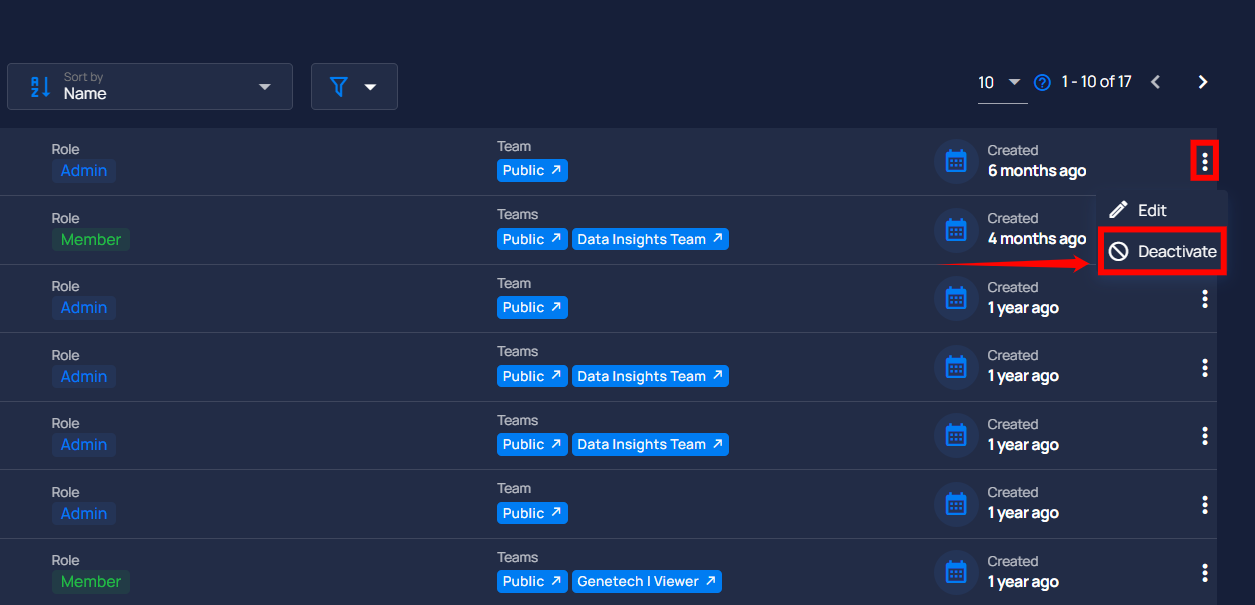 Sort by
Name
10
1 - 10 of 17
Role
Admin
Team
Public
Created
6 months ago
Edit
Deactivate
Role
Member
Teams
Public Data Insights Team
Created
4 months ago
Role
Admin
Team
Public
Created
1 year ago
Role
Admin
Teams
Public Data Insights Team
Created
1 year ago
Role
Admin
Teams
Public Data Insights Team
Created
1 year ago
Role
Admin
Team
Public
Created
1 year ago
Role
Member
Teams
Public Genetech | Viewer
Created
1 year ago